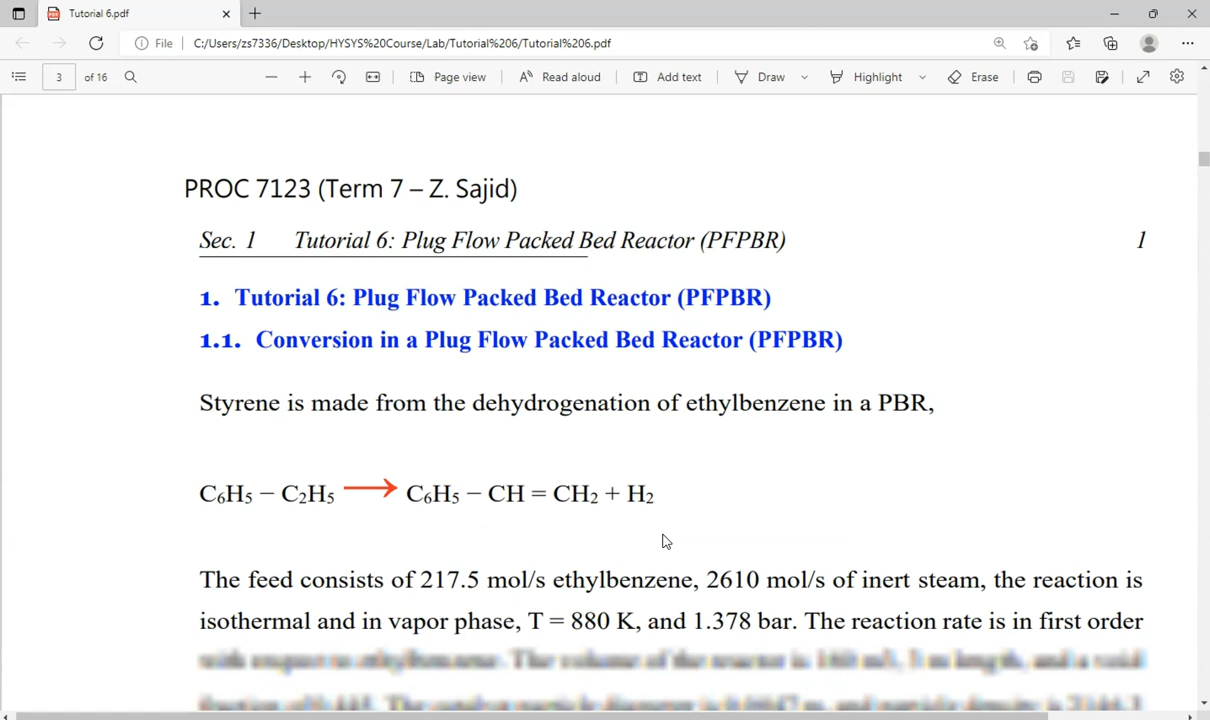 Tutorial 6.pdf
File C:/Users/zs7336/Desktop/HYSYS%20Course/Lab/Tutorial%206/Tutorial%206.pdf
3 of 16 Page view Read aloud Add text Draw Highlight Erase
PROC 7123 (Term 7 – Z. Sajid)
Sec. 1 Tutorial 6: Plug Flow Packed Bed Reactor (PFPBR) 1
1. Tutorial 6: Plug Flow Packed Bed Reactor (PFPBR)
1.1. Conversion in a Plug Flow Packed Bed Reactor (PFPBR)
Styrene is made from the dehydrogenation of ethylbenzene in a PBR,
C₆H₅ − C₂H₅ → C₆H₅ − CH = CH₂ + H₂
The feed consists of 217.5 mol/s ethylbenzene, 2610 mol/s of inert steam, the reaction is
isothermal and in vapor phase, T = 880 K, and 1.378 bar. The reaction rate is in first order